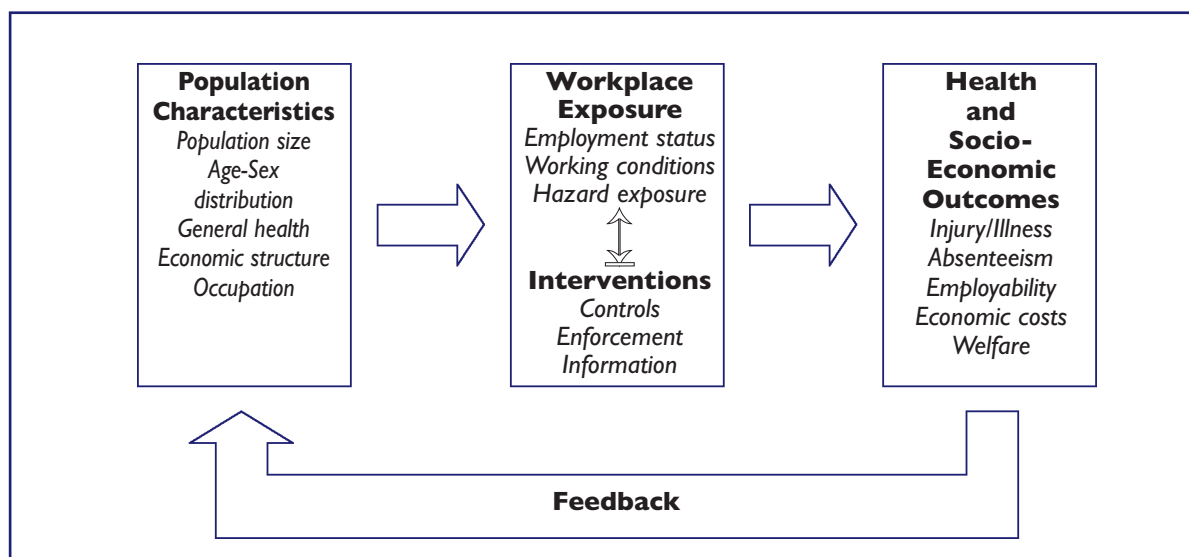 Population
Characteristics
Population size
Age-Sex
distribution
General health
Economic structure
Occupation
Workplace
Exposure
Employment status
Working conditions
Hazard exposure
Interventions
Controls
Enforcement
Information
Health
and
Socio-
Economic
Outcomes
Injury/Illness
Absenteeism
Employability
Economic costs
Welfare
Feedback